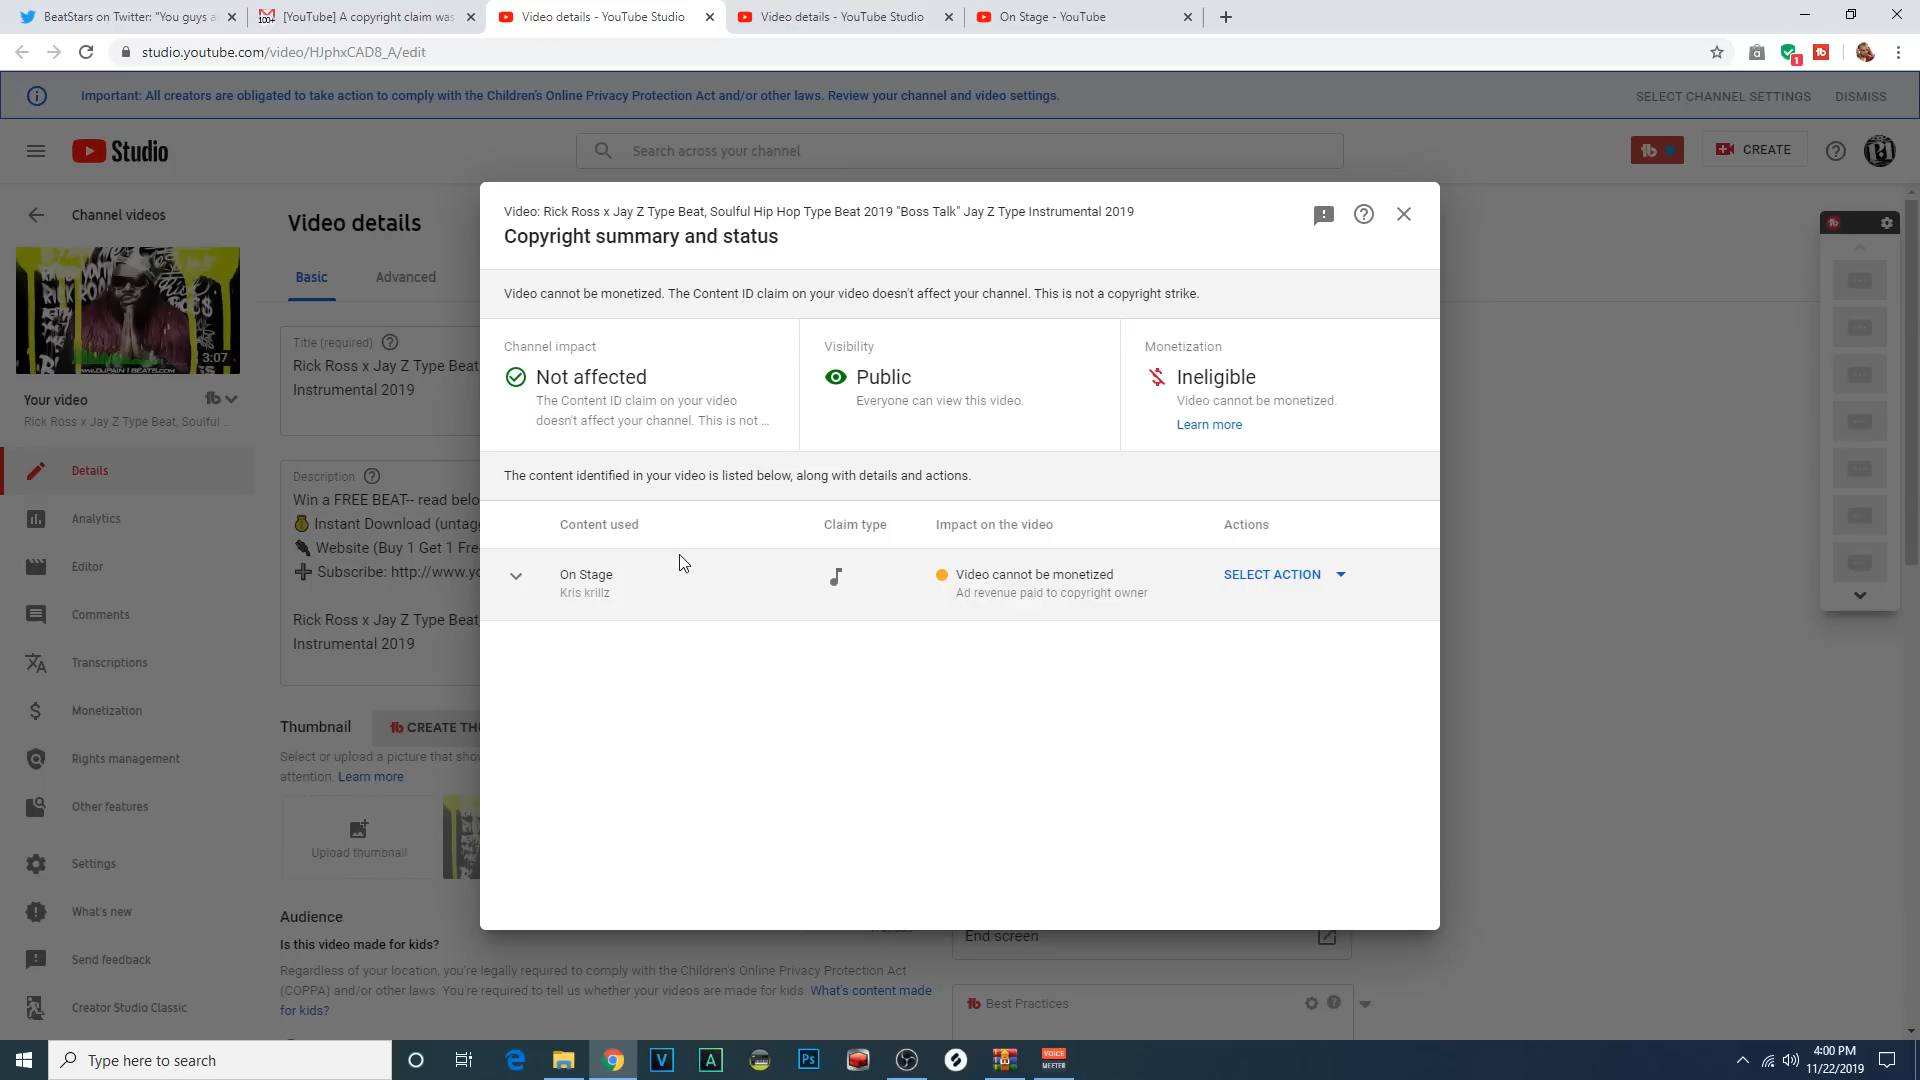 BeatStars on Twitter: "You guys a
[YouTube] A copyright claim was
Video details - YouTube Studio
Video details - YouTube Studio
On Stage - YouTube
studio.youtube.com/video/HJphxCAD8_A/edit
Important: All creators are obligated to take action to comply with the Children's Online Privacy Protection Act and/or other laws. Review your channel and video settings.
SELECT CHANNEL SETTINGS
DISMISS
Studio
Search across your channel
CREATE
Channel videos
Video details
Basic
Advanced
3:07
Your video
Rick Ross x Jay Z Type Beat, Soulful ...
Details
Analytics
Editor
Comments
Transcriptions
Monetization
Rights management
Other features
Settings
What's new
Send feedback
Creator Studio Classic
Title (required)
Rick Ross x Jay Z Type Beat
Instrumental 2019
Description
Win a FREE BEAT-- read belo
Instant Download (untagg
Website (Buy 1 Get 1 Fre
Subscribe: http://www.yo
Rick Ross x Jay Z Type Beat
Instrumental 2019
Thumbnail
CREATE TH
Select or upload a picture that sho
attention. Learn more
Upload thumbnail
Audience
Is this video made for kids?
Regardless of your location, you're legally required to comply with the Children's Online Privacy Protection Act
(COPPA) and/or other laws. You're required to tell us whether your videos are made for kids. What's content made
for kids?
Video: Rick Ross x Jay Z Type Beat, Soulful Hip Hop Type Beat 2019 "Boss Talk" Jay Z Type Instrumental 2019
Copyright summary and status
Video cannot be monetized. The Content ID claim on your video doesn't affect your channel. This is not a copyright strike.
Channel impact
Not affected
The Content ID claim on your video
doesn't affect your channel. This is not ...
Visibility
Public
Everyone can view this video.
Monetization
Ineligible
Video cannot be monetized.
Learn more
The content identified in your video is listed below, along with details and actions.
Content used
Claim type
Impact on the video
Actions
On Stage
Kris krillz
Video cannot be monetized
Ad revenue paid to copyright owner
SELECT ACTION
End screen
Best Practices
Type here to search
4:00 PM
11/22/2019